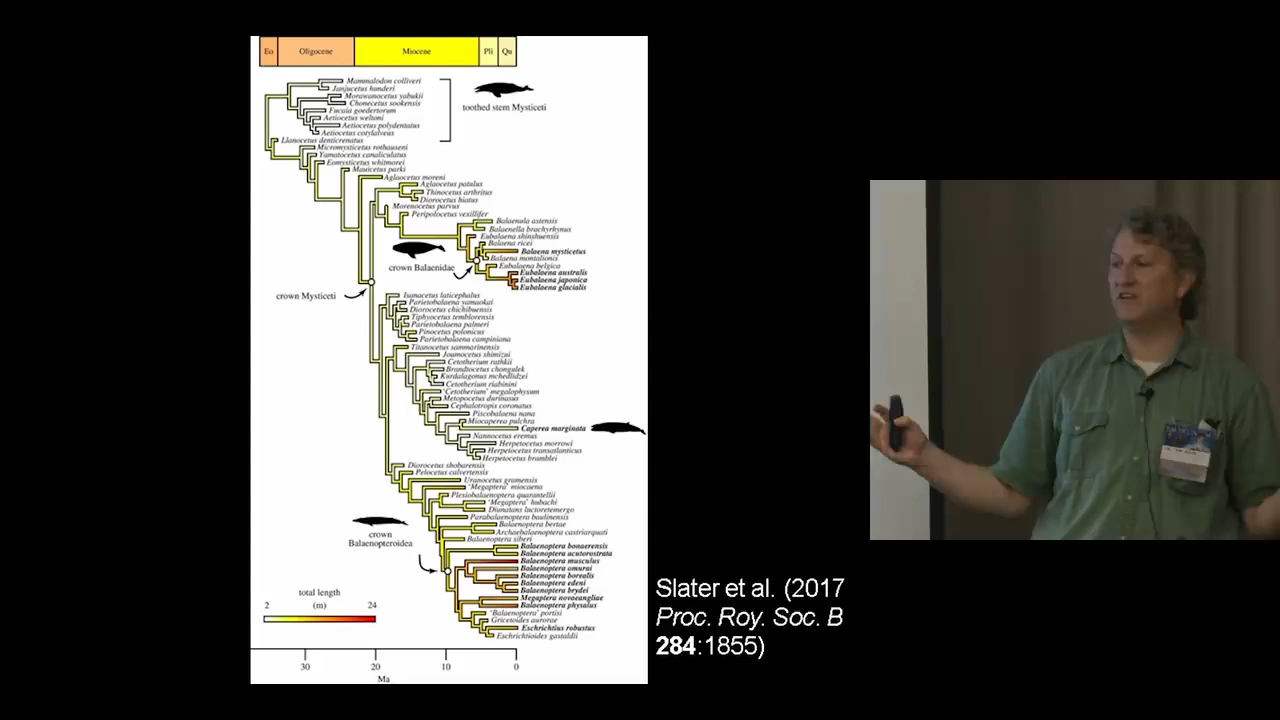 Eo Oligocene Miocene Pli Qu
Mammalodon colliveri
Janjucetus hunderi
Morawanocetus yabukii
Chonecetus sookensis
Fucaia goedertorum
Aetiocetus weltoni
Aetiocetus polydentatus
Aetiocetus cotylalveus
toothed stem Mysticeti
Llanocetus denticrenatus
Micromysticetus rothauseni
Yamatocetus canaliculatus
Eomysticetus whitmorei
Mauicetus parki
Aglaocetus moreni
Aglaocetus patulus
Thinocetus arthritus
Diorocetus hiatus
Morenocetus parvus
Peripolocetus vexillifer
Balaenula astensis
Balaenella brachyrhynus
Eubalaena shinshuensis
Balaena ricei
Balaena mysticetus
Balaena montalionis
Eubalaena belgica
Eubalaena australis
Eubalaena japonica
Eubalaena glacialis
crown Balaenidae
crown Mysticeti
Isanacetus laticephalus
Parietobalaena yamaokai
Diorocetus chichibuensis
Tiphyocetus temblorensis
Parietobalaena palmeri
Pinocetus polonicus
Parietobalaena campiniana
Titanocetus sammarinensis
Joumocetus shimizui
Cetotherium rathkii
Brandtocetus chongulek
Kurdalagonus mchedlidzei
Cetotherium riabinini
'Cetotherium' megalophysum
Metopocetus durinasus
Cephalotropis coronatus
Piscobalaena nana
Miocaperea pulchra
Caperea marginata
Nannocetus eremus
Herpetocetus morrowi
Herpetocetus transatlanticus
Herpetocetus bramblei
Diorocetus shobarensis
Pelocetus calvertensis
Uranocetus gramensis
'Megaptera' miocaena
Plesiobalaenoptera quarantellii
'Megaptera' hubachi
Diunatans luctoretemergo
Parabalaenoptera baulinensis
Balaenoptera bertae
Archaebalaenoptera castriarquati
Balaenoptera siberi
Balaenoptera bonaerensis
Balaenoptera acutorostrata
Balaenoptera musculus
Balaenoptera omurai
Balaenoptera borealis
Balaenoptera edeni
Balaenoptera brydei
Megaptera novaeangliae
Balaenoptera physalus
'Balaenoptera' portisi
Gricetoides aurorae
Eschrichtius robustus
Eschrichtioides gastaldii
crown
Balaenopteroidea
total length
2 (m) 24
30 20 10 0
Ma
Slater et al. (2017
Proc. Roy. Soc. B
284:1855)